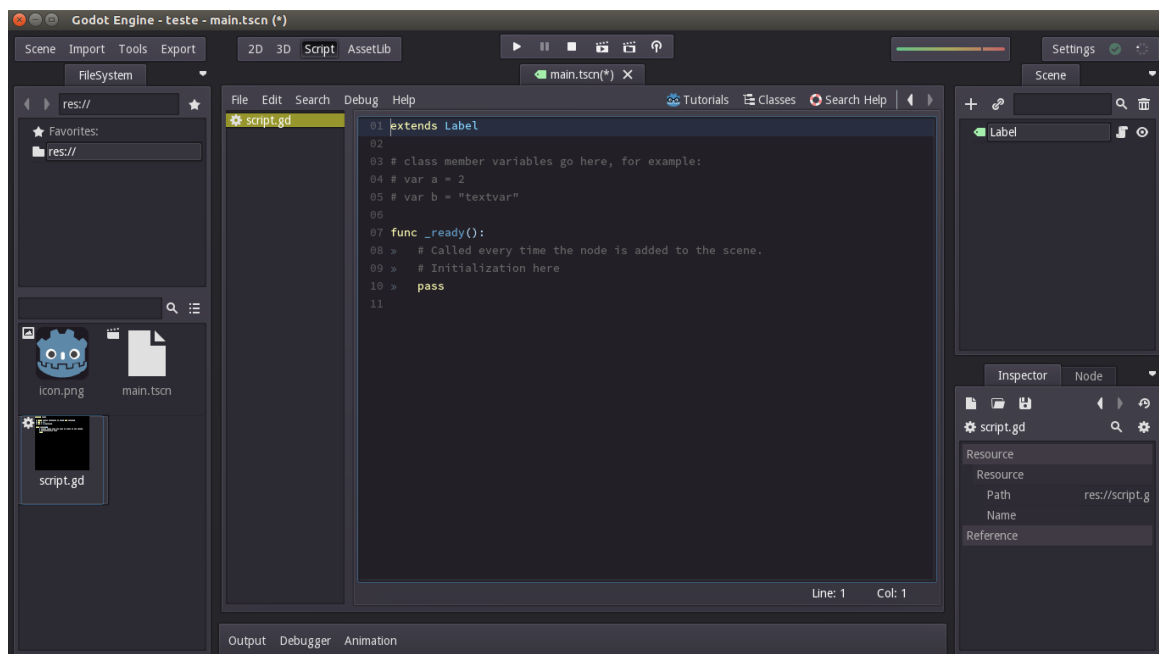 Godot Engine - teste - main.tscn (*)
Scene Import Tools Export 2D 3D Script AssetLib Settings
FileSystem
main.tscn(*)
Scene
res://
Favorites:
res://
icon.png main.tscn
script.gd
File Edit Search Debug Help Tutorials Classes Search Help
script.gd
01 extends Label
02
03 # class member variables go here, for example:
04 # var a = 2
05 # var b = "textvar"
06
07 func _ready():
08 » # Called every time the node is added to the scene.
09 » # Initialization here
10 » pass
11
Line: 1 Col: 1
Output Debugger Animation
Label
Inspector Node
script.gd
Resource
Resource
Path res://script.g
Name
Reference